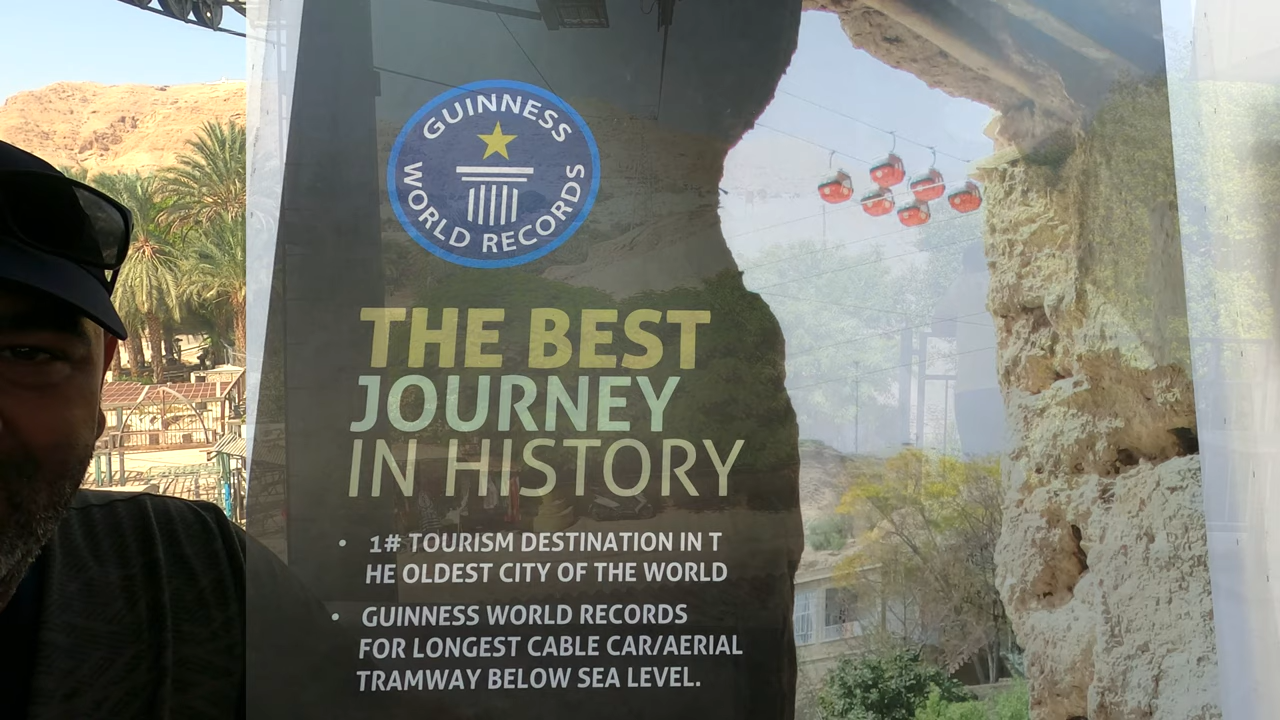 GUINNESS
WORLD RECORDS
THE BEST
JOURNEY
IN HISTORY
• 1# TOURISM DESTINATION IN T
HE OLDEST CITY OF THE WORLD
• GUINNESS WORLD RECORDS
FOR LONGEST CABLE CAR/AERIAL
TRAMWAY BELOW SEA LEVEL.